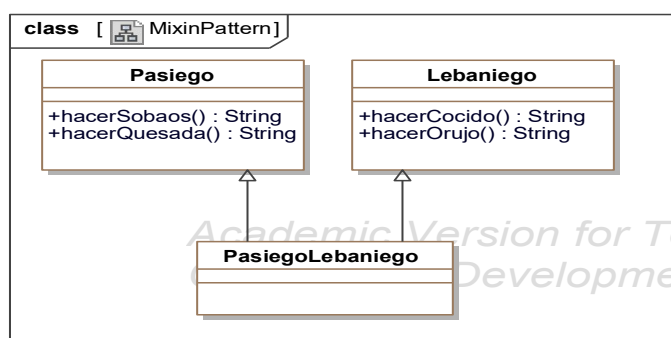 class [ MixinPattern]
Pasiego
+hacerSobaos() : String
+hacerQuesada() : String
Lebaniego
+hacerCocido() : String
+hacerOrujo() : String
PasiegoLebaniego
Academic Version for
Developme